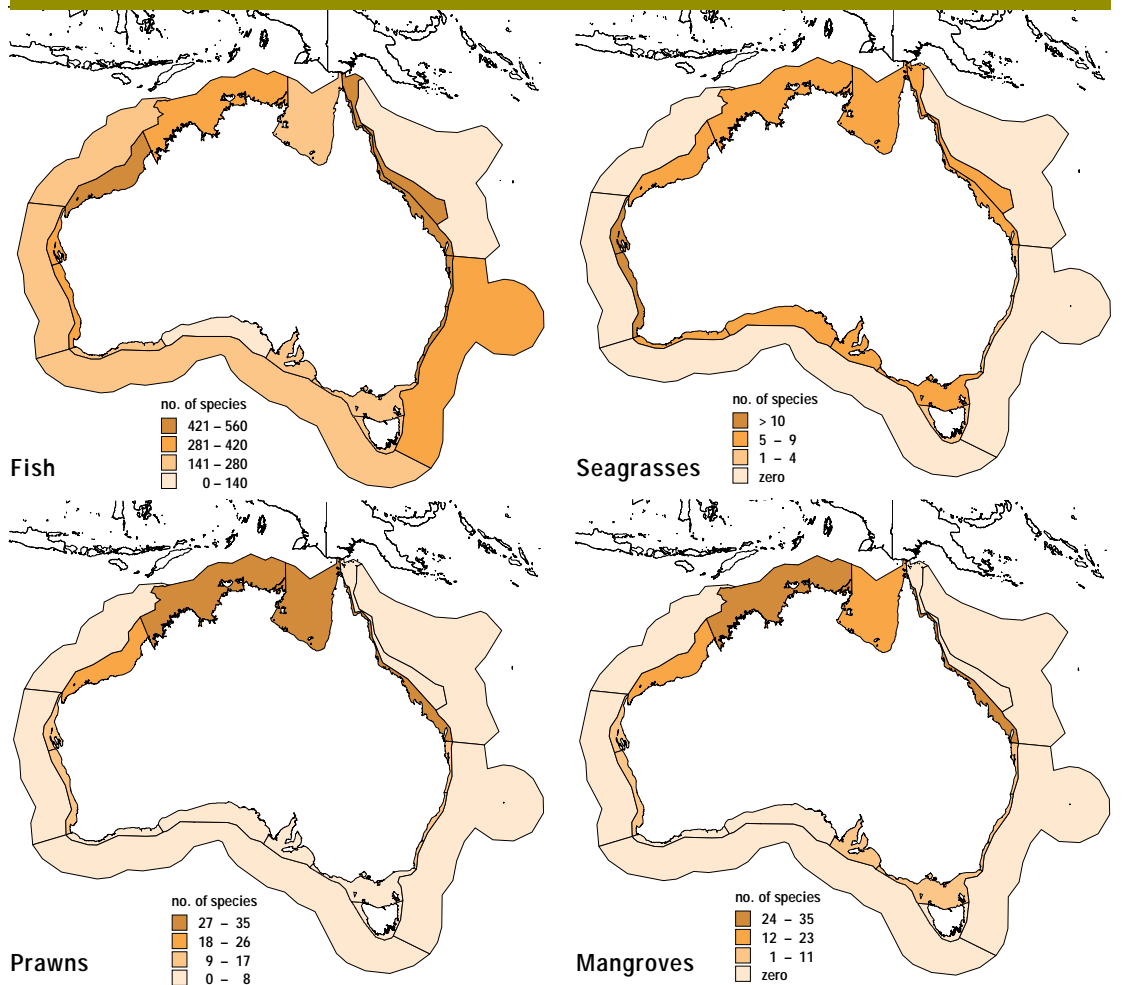 no. of species
421 – 560
281 – 420
141 – 280
0 – 140
Fish
no. of species
> 10
5 – 9
1 – 4
zero
Seagrasses
no. of species
27 – 35
18 – 26
9 – 17
0 – 8
Prawns
no. of species
24 – 35
12 – 23
1 – 11
zero
Mangroves